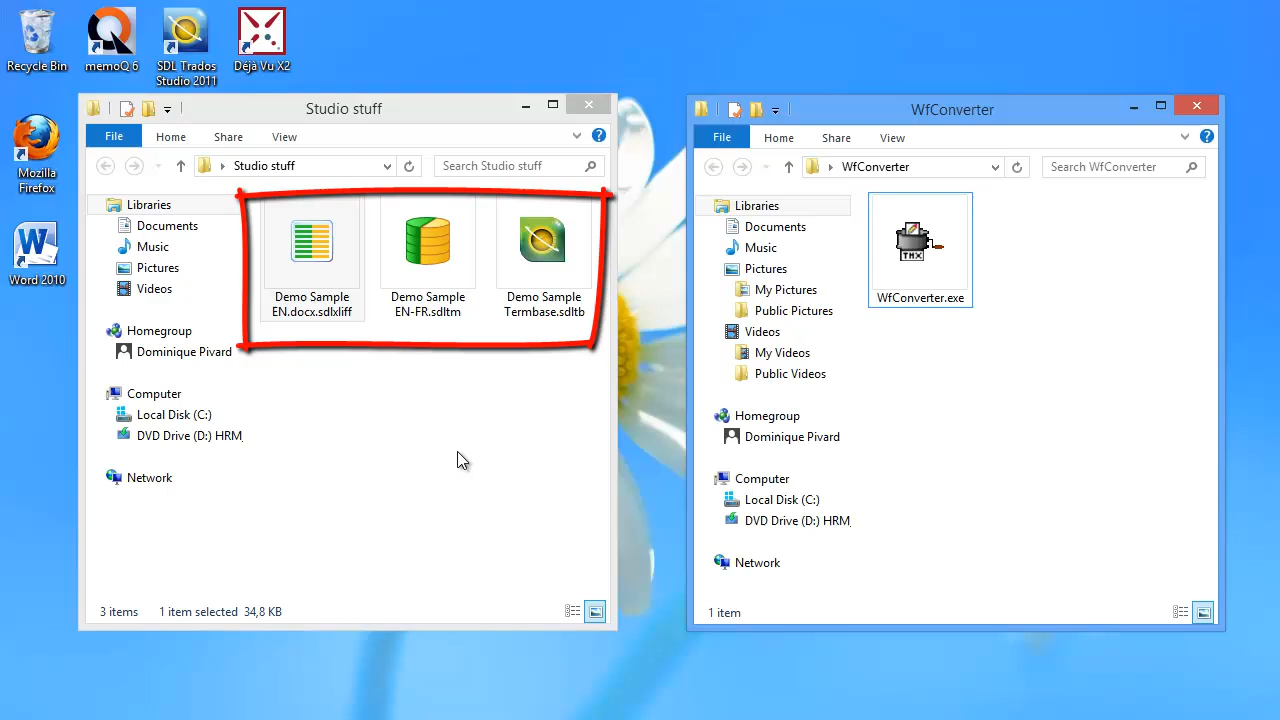 Recycle Bin
memoQ 6
SDL Trados
Studio 2011
Déjà Vu X2
Mozilla
Firefox
Word 2010
Studio stuff
File
Home
Share
View
Studio stuff
Search Studio stuff
Libraries
Documents
Music
Pictures
Videos
Homegroup
Dominique Pivard
Computer
Local Disk (C:)
DVD Drive (D:) HRM
Network
Demo Sample
EN.docx.sdlxliff
Demo Sample
EN-FR.sdltm
Demo Sample
Termbase.sdltb
3 items
1 item selected 34,8 KB
WfConverter
File
Home
Share
View
WfConverter
Search WfConverter
Libraries
Documents
Music
Pictures
My Pictures
Public Pictures
Videos
My Videos
Public Videos
Homegroup
Dominique Pivard
Computer
Local Disk (C:)
DVD Drive (D:) HRM
Network
TMX
WfConverter.exe
1 item